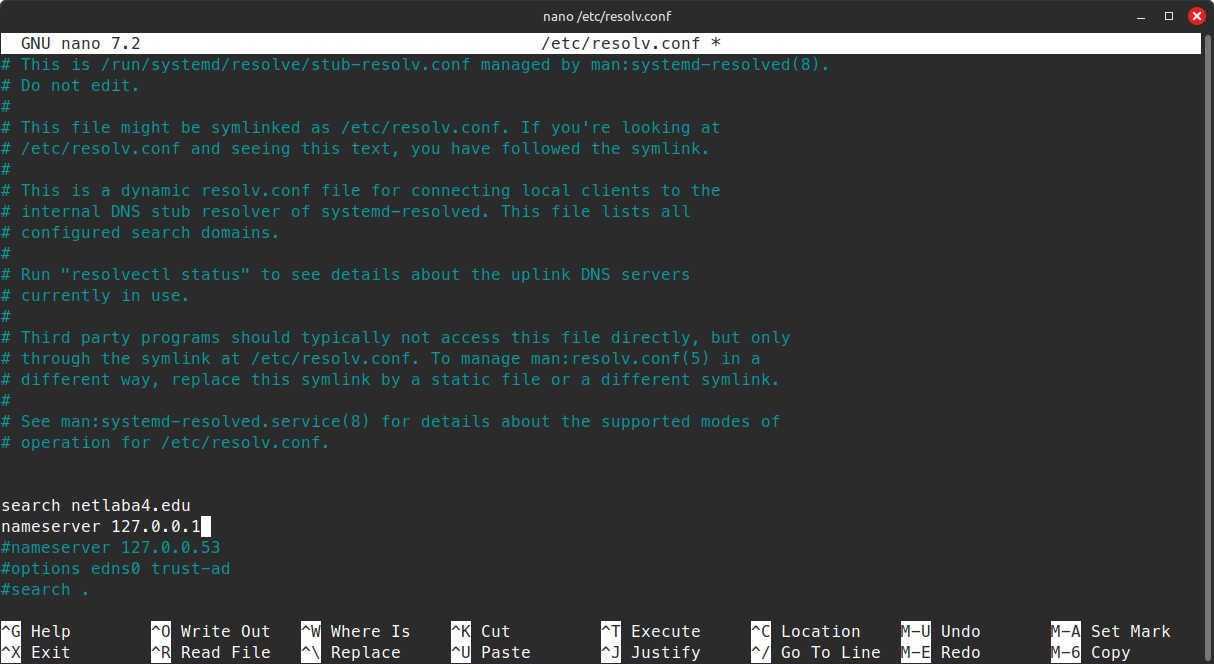 nano /etc/resolv.conf
GNU nano 7.2 /etc/resolv.conf *
# This is /run/systemd/resolve/stub-resolv.conf managed by man:systemd-resolved(8).
# Do not edit.
#
# This file might be symlinked as /etc/resolv.conf. If you're looking at
# /etc/resolv.conf and seeing this text, you have followed the symlink.
#
# This is a dynamic resolv.conf file for connecting local clients to the
# internal DNS stub resolver of systemd-resolved. This file lists all
# configured search domains.
#
# Run "resolvectl status" to see details about the uplink DNS servers
# currently in use.
#
# Third party programs should typically not access this file directly, but only
# through the symlink at /etc/resolv.conf. To manage man:resolv.conf(5) in a
# different way, replace this symlink by a static file or a different symlink.
#
# See man:systemd-resolved.service(8) for details about the supported modes of
# operation for /etc/resolv.conf.
search netlaba4.edu
nameserver 127.0.0.1
#nameserver 127.0.0.53
#options edns0 trust-ad
#search .
^G Help ^O Write Out ^W Where Is ^K Cut ^T Execute ^C Location M-U Undo M-A Set Mark
^X Exit ^R Read File ^\ Replace ^U Paste ^J Justify ^/ Go To Line M-E Redo M-6 Copy